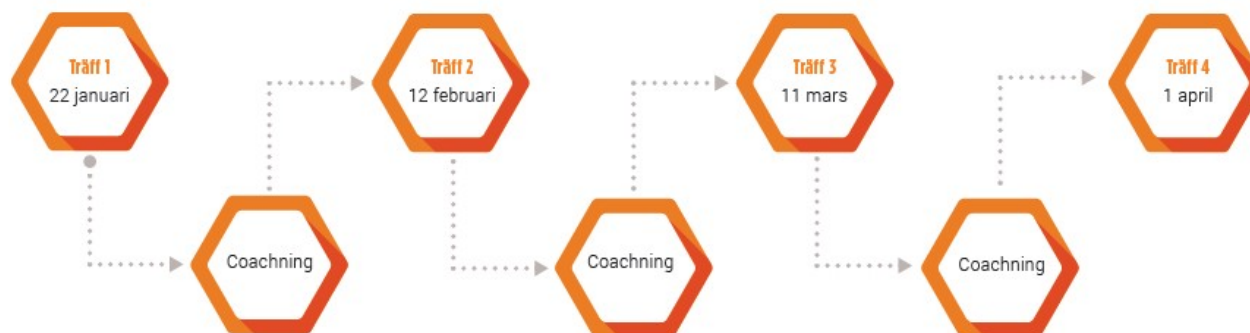 Träff 1
22 januari
Coachning
Träff 2
12 februari
Coachning
Träff 3
11 mars
Coachning
Träff 4
1 april